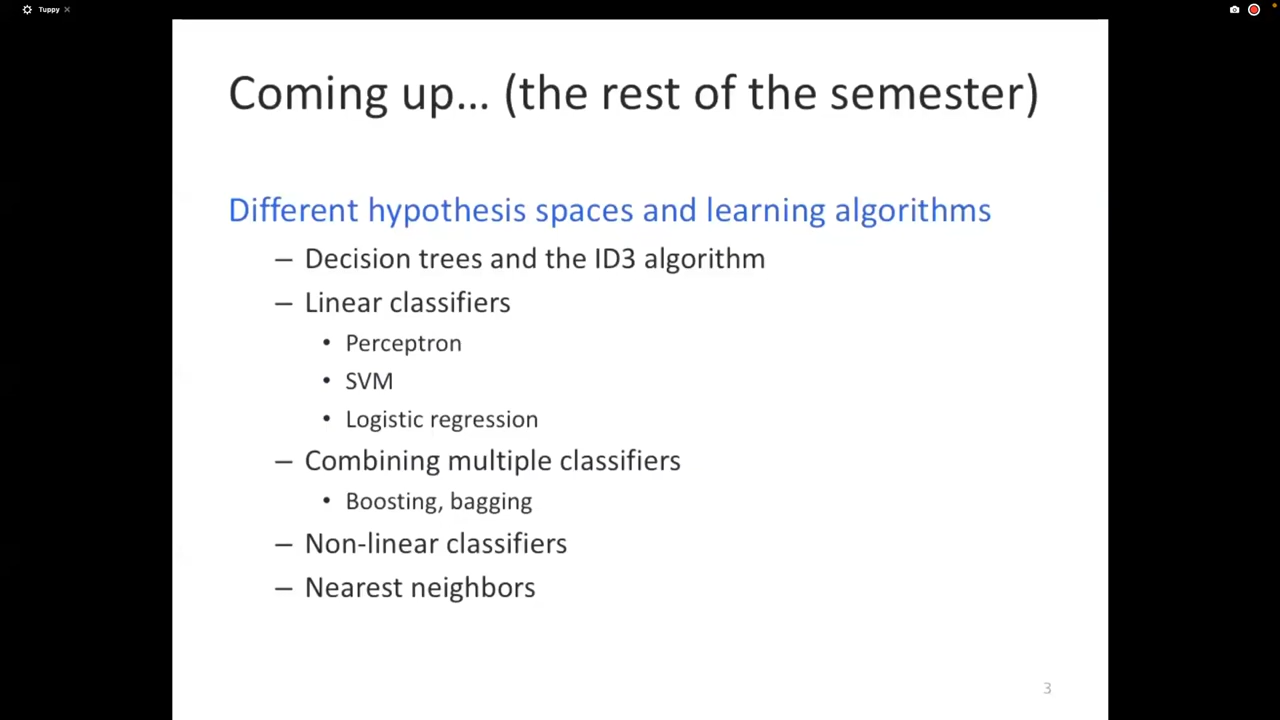 Tuppy
Coming up... (the rest of the semester)
Different hypothesis spaces and learning algorithms
– Decision trees and the ID3 algorithm
– Linear classifiers
• Perceptron
• SVM
• Logistic regression
– Combining multiple classifiers
• Boosting, bagging
– Non-linear classifiers
– Nearest neighbors
3